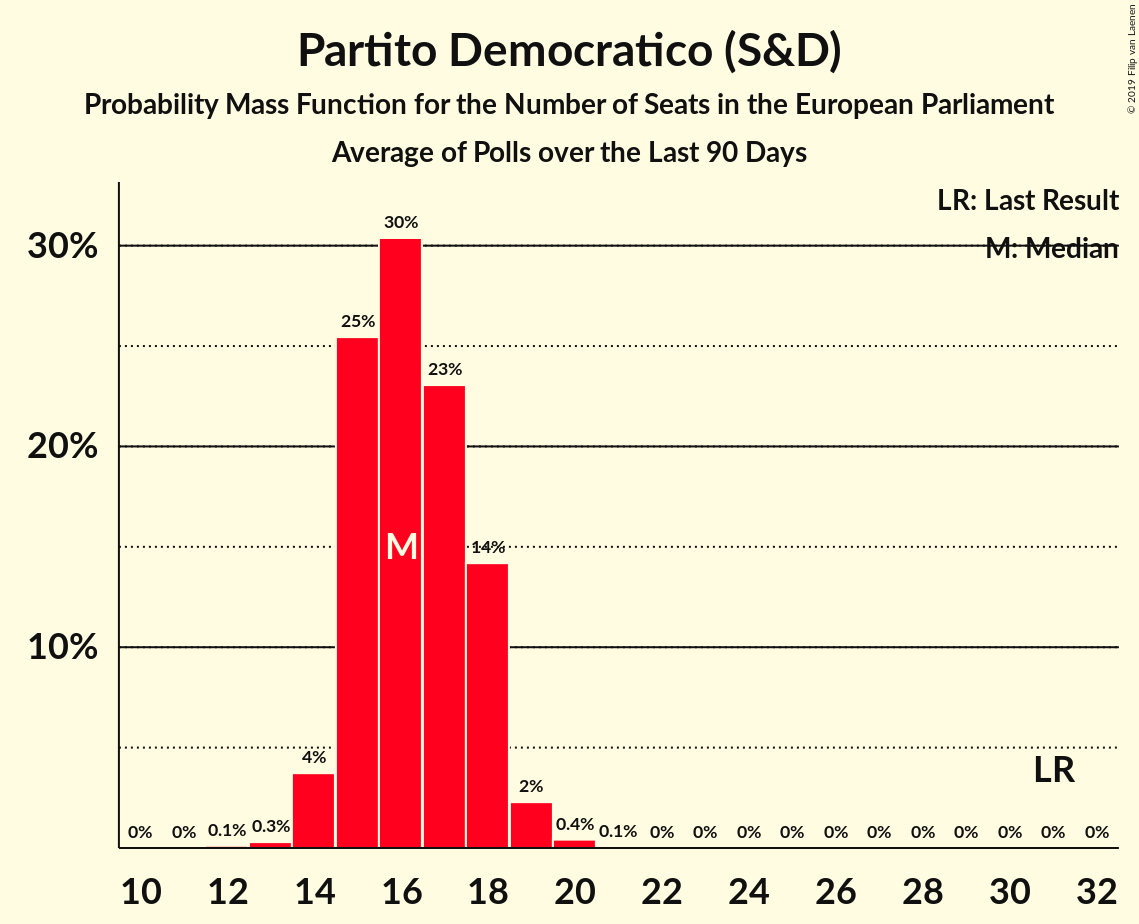 © 2019 Filip van Laenen
Partito Democratico (S&D)
Probability Mass Function for the Number of Seats in the European Parliament
Average of Polls over the Last 90 Days
LR: Last Result
M: Median
30%
20%
10%
0% 0% 0.1% 0.3% 4% 25% 30% 23% 14% 2% 0.4% 0.1% 0% 0% 0% 0% 0% 0% 0% 0% 0% 0% 0%
M
LR
10 12 14 16 18 20 22 24 26 28 30 32